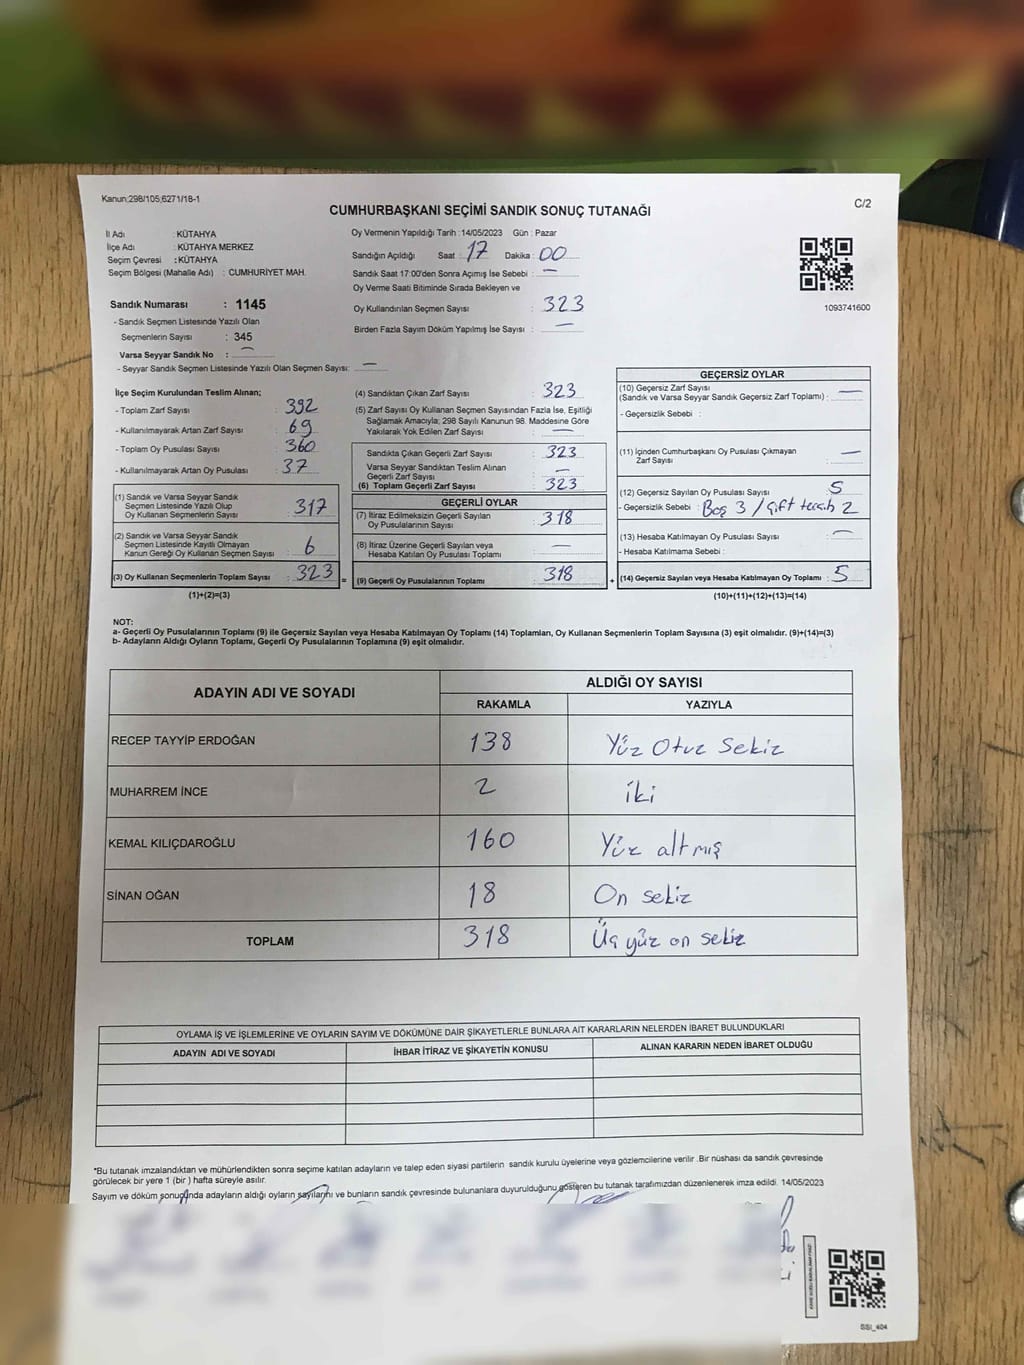 Kanun;298/105;6271/18-1
CUMHURBAŞKANI SEÇİMİ SANDIK SONUÇ TUTANAĞI
C/2
İl Adı : KÜTAHYA
İlçe Adı : KÜTAHYA MERKEZ
Seçim Çevresi : KÜTAHYA
Seçim Bölgesi (Mahalle Adı) : CUMHURİYET MAH.
Sandık Numarası : 1145
- Sandık Seçmen Listesinde Yazılı Olan
Seçmenlerin Sayısı : 345
Varsa Seyyar Sandık No : —
- Seyyar Sandık Seçmen Listesinde Yazılı Olan Seçmen Sayısı: —
Oy Vermenin Yapıldığı Tarih :14/05/2023 Gün : Pazar
Sandığın Açıldığı Saat : 17 Dakika : 00
Sandık Saat 17:00'den Sonra Açımış İse Sebebi : —
Oy Verme Saati Bitiminde Sırada Bekleyen ve
Oy Kullandırılan Seçmen Sayısı : 323
Birden Fazla Sayım Döküm Yapılmış İse Sayısı : —
1093741600
İlçe Seçim Kurulundan Teslim Alınan;
- Toplam Zarf Sayısı : 392
- Kullanılmayarak Artan Zarf Sayısı : 69
- Toplam Oy Pusulası Sayısı : 360
- Kullanılmayarak Artan Oy Pusulası : 37
(1) Sandık ve Varsa Seyyar Sandık
Seçmen Listesinde Yazılı Olup
Oy Kullanan Seçmenlerin Sayısı : 317
(2) Sandık ve Varsa Seyyar Sandık
Seçmen Listesinde Kayıtlı Olmayan
Kanun Gereği Oy Kullanan Seçmen Sayısı : 6
(3) Oy Kullanan Seçmenlerin Toplam Sayısı : 323
(1)+(2)=(3)
(4) Sandıktan Çıkan Zarf Sayısı : 323
(5) Zarf Sayısı Oy Kullanan Seçmen Sayısından Fazla İse, Eşitliği
Sağlamak Amacıyla; 298 Sayılı Kanunun 98. Maddesine Göre
Yakılarak Yok Edilen Zarf Sayısı : —
Sandıkta Çıkan Geçerli Zarf Sayısı : 323
Varsa Seyyar Sandıktan Teslim Alınan
Geçerli Zarf Sayısı : —
(6) Toplam Geçerli Zarf Sayısı : 323
GEÇERLİ OYLAR
(7) İtiraz Edilmeksizin Geçerli Sayılan
Oy Pusulalarının Sayısı : 318
(8) İtiraz Üzerine Geçerli Sayılan veya
Hesaba Katılan Oy Pusulası Toplamı : —
= (9) Geçerli Oy Pusulalarının Toplamı : 318
GEÇERSİZ OYLAR
(10) Geçersiz Zarf Sayısı
(Sandık ve Varsa Seyyar Sandık Geçersiz Zarf Toplamı) : —
- Geçersizlik Sebebi :
(11) İçinden Cumhurbaşkanı Oy Pusulası Çıkmayan
Zarf Sayısı : —
(12) Geçersiz Sayılan Oy Pusulası Sayısı : 5
- Geçersizlik Sebebi : Boş 3 / Çift tercih 2
(13) Hesaba Katılmayan Oy Pusulası Sayısı : —
- Hesaba Katılmama Sebebi :
+ (14) Geçersiz Sayılan veya Hesaba Katılmayan Oy Toplamı : 5
(10)+(11)+(12)+(13)=(14)
NOT:
a- Geçerli Oy Pusulalarının Toplamı (9) ile Geçersiz Sayılan veya Hesaba Katılmayan Oy Toplamı (14) Toplamları, Oy Kullanan Seçmenlerin Toplam Sayısına (3) eşit olmalıdır. (9)+(14)=(3)
b- Adayların Aldığı Oyların Toplamı, Geçerli Oy Pusulalarının Toplamına (9) eşit olmalıdır.
ADAYIN ADI VE SOYADI
ALDIĞI OY SAYISI
RAKAMLA YAZIYLA
RECEP TAYYİP ERDOĞAN 138 Yüz Otuz Sekiz
MUHARREM İNCE 2 iki
KEMAL KILIÇDAROĞLU 160 Yüz altmış
SİNAN OĞAN 18 On sekiz
TOPLAM 318 Üç yüz on sekiz
OYLAMA İŞ VE İŞLEMLERİNE VE OYLARIN SAYIM VE DÖKÜMÜNE DAİR ŞİKAYETLERLE BUNLARA AİT KARARLARIN NELERDEN İBARET BULUNDUKLARI
ADAYIN ADI VE SOYADI İHBAR İTİRAZ VE ŞİKAYETİN KONUSU ALINAN KARARIN NEDEN İBARET OLDUĞU
*Bu tutanak imzalandıktan ve mühürlendikten sonra seçime katılan adayların ve talep eden siyasi partilerin sandık kurulu üyelerine veya gözlemcilerine verilir .Bir nüshası da sandık çevresinde
görülecek bir yere 1 (bir ) hafta süreyle asılır.
Sayım ve döküm sonucunda adayların aldığı oyların sayılarını ve bunların sandık çevresinde bulunanlara duyurulduğunu gösteren bu tutanak tarafımızdan düzenlenerek imza edildi. 14/05/2023
SSI_404